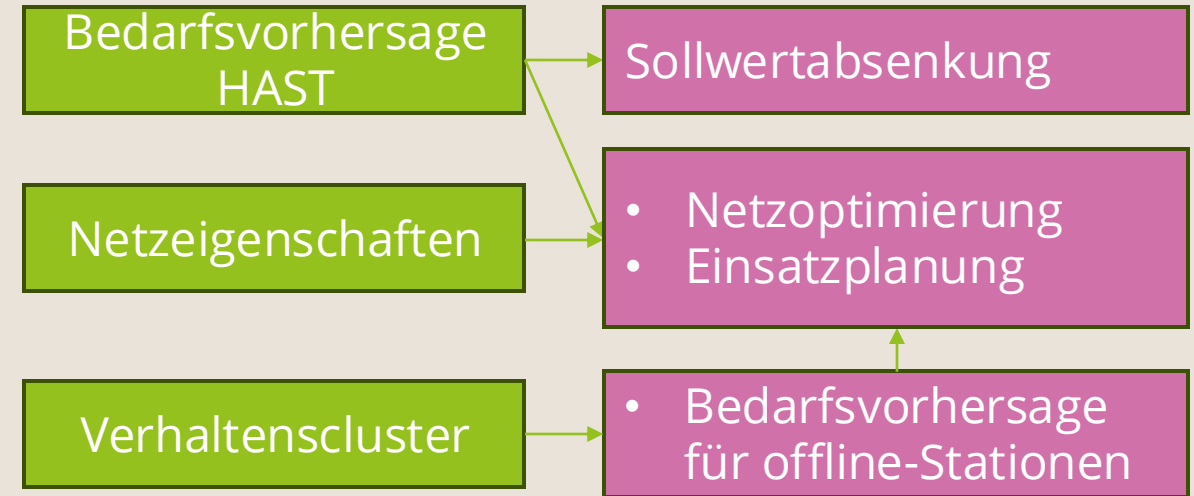 Bedarfsvorhersage
HAST
Sollwertabsenkung
Netzeigenschaften
• Netzoptimierung
• Einsatzplanung
Verhaltenscluster
• Bedarfsvorhersage
für offline-Stationen